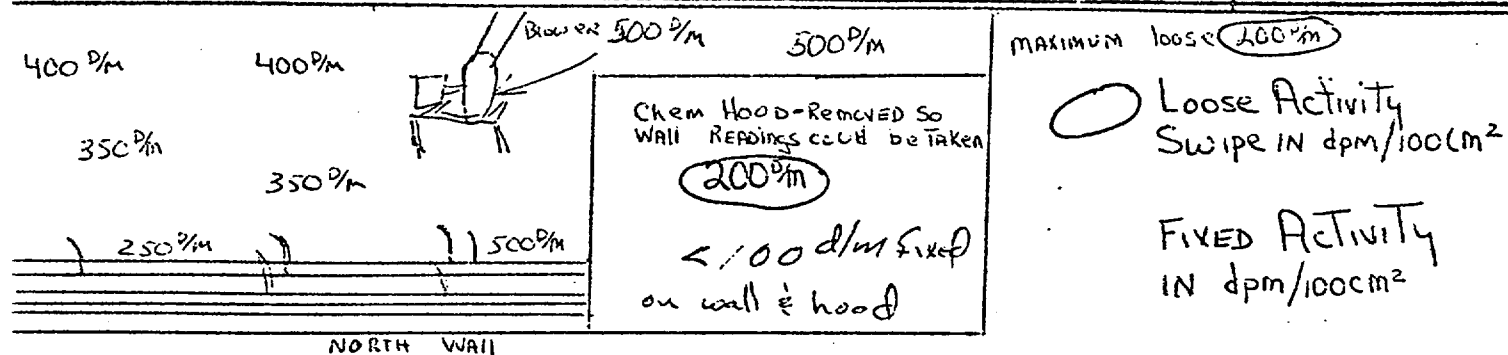 400 D/M
400 D/M
Blower 500 D/M
500 D/M
350 D/M
350 D/M
250 D/M
500 D/M
NORTH WAll
Chem Hood-Removed So
Wall Readings could be Taken
200 D/m
< 100 d/m Fixed
on wall & hood
MAXIMUM loose 200 D/m
Loose Activity
Swipe IN dpm/100cm²
FIXED ACTIVITY
IN dpm/100cm²